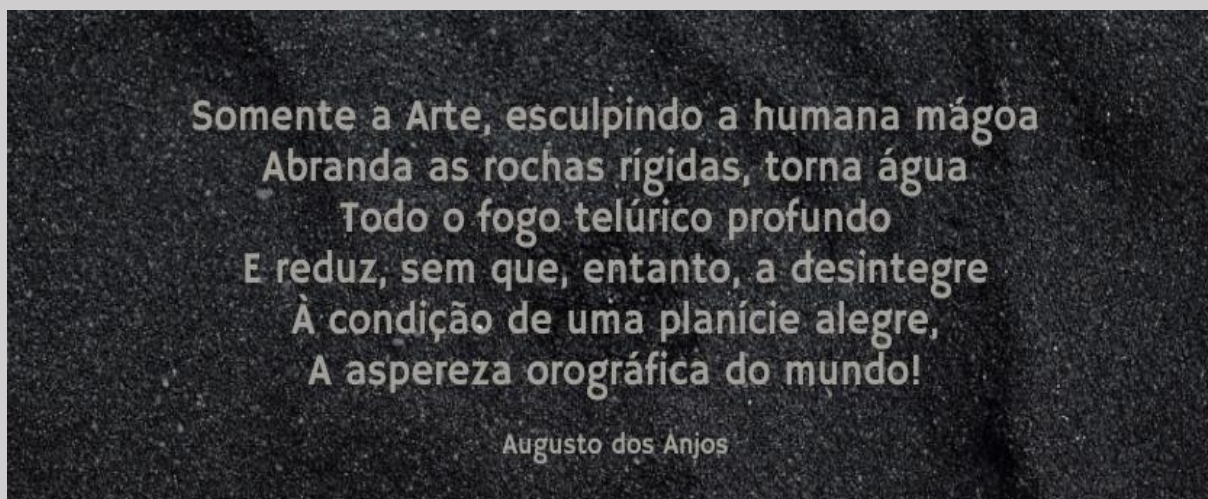 Somente a Arte, esculpindo a humana mágoa
Abranda as rochas rígidas, torna água
Todo o fogo telúrico profundo
E reduz, sem que, entanto, a desintegre
À condição de uma planície alegre,
A aspereza orográfica do mundo!
Augusto dos Anjos